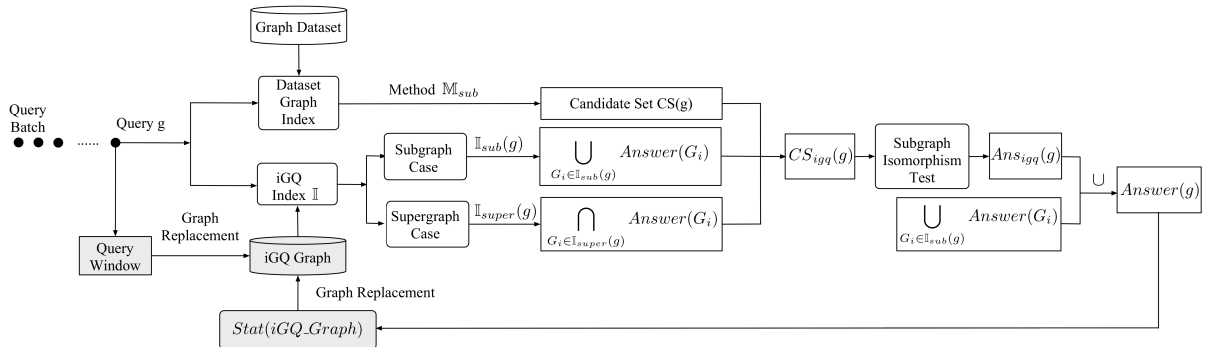 Graph Dataset
Query
Batch
......
Query g
Dataset
Graph
Index
Method 𝕄_sub
Candidate Set CS(g)
iGQ
Index 𝕀
Subgraph
Case
𝕀_sub(g)
⋃ Answer(G_i)
G_i∈𝕀_sub(g)
Supergraph
Case
𝕀_super(g)
⋂ Answer(G_i)
G_i∈𝕀_super(g)
CS_igq(g)
Subgraph
Isomorphism
Test
Ans_igq(g)
∪
⋃ Answer(G_i)
G_i∈𝕀_sub(g)
Answer(g)
Graph
Replacement
Query
Window
iGQ Graph
Graph Replacement
Stat(iGQ_Graph)